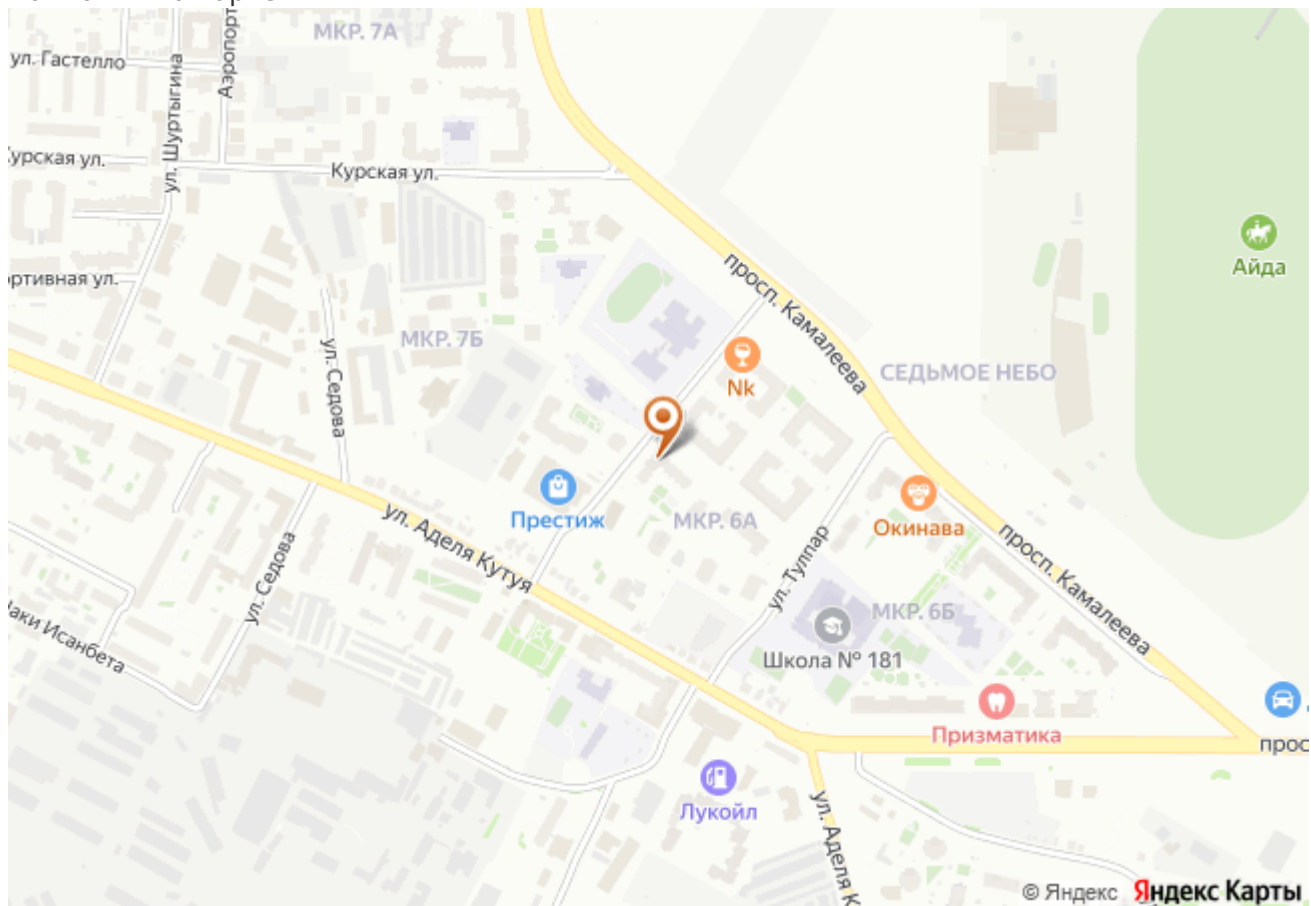 МКР. 7А
ул. Гастелло
Аэропорт
ул. Шуртыгина
урская ул.
Курская ул.
ортивная ул.
просп. Камалеева
Айда
МКР. 7Б
ул. Седова
Nk
СЕДЬМОЕ НЕБО
Престиж
МКР. 6А
Окинава
ул. Аделя Кутуя
ул. Седова
ул. Тулпар
просп. Камалеева
МКР. 6Б
аки Исанбета
Школа № 181
Призматика
прос
Лукойл
ул. Аделя К
© Яндекс Яндекс Карты